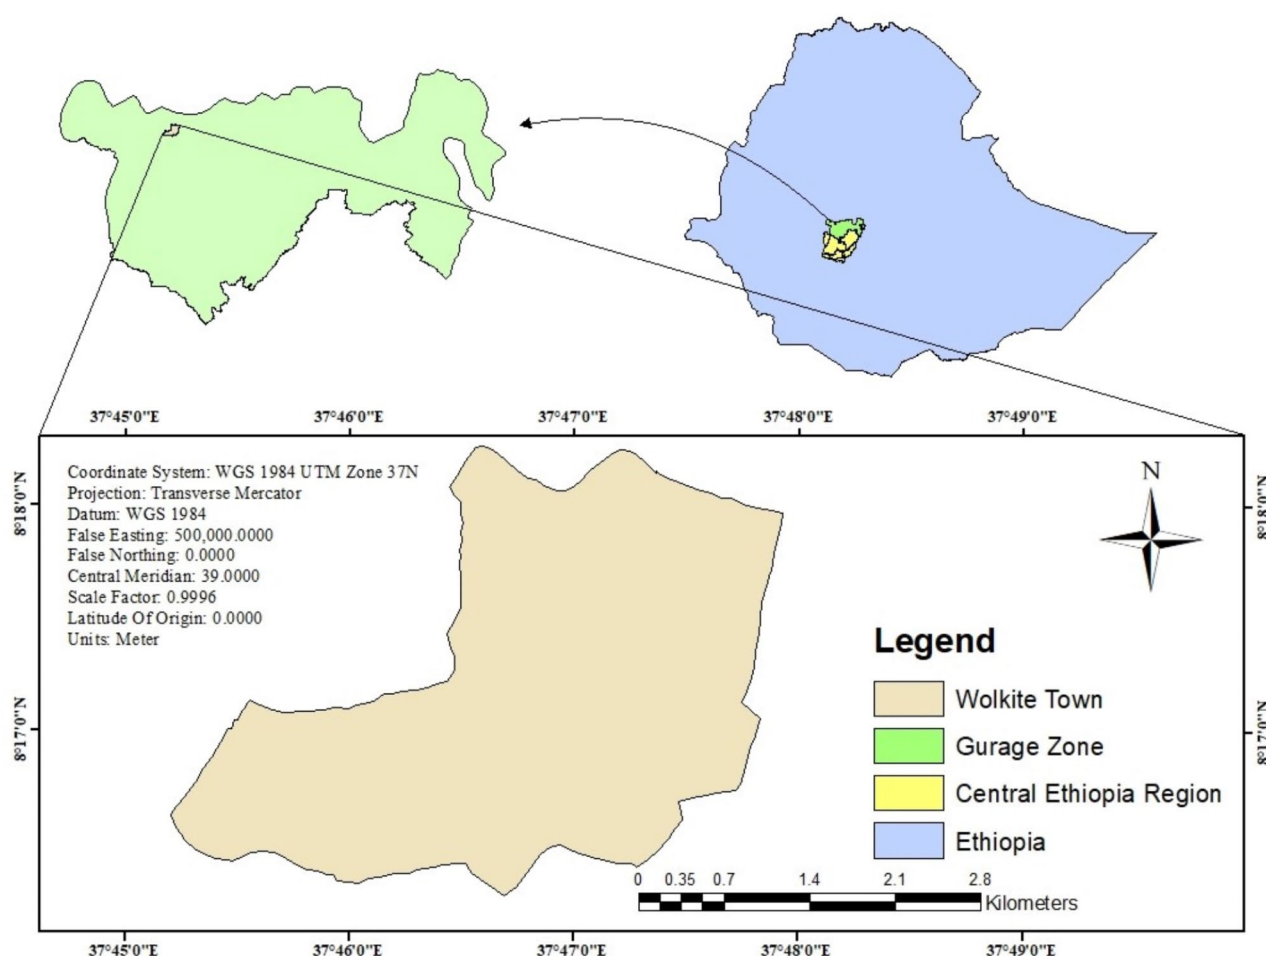 37°45'0"E 37°46'0"E 37°47'0"E 37°48'0"E 37°49'0"E
8°18'0"N
8°17'0"N
Coordinate System: WGS 1984 UTM Zone 37N
Projection: Transverse Mercator
Datum: WGS 1984
False Easting: 500,000.0000
False Northing: 0.0000
Central Meridian: 39.0000
Scale Factor: 0.9996
Latitude Of Origin: 0.0000
Units: Meter
N
8°18'0"N
8°17'0"N
Legend
Wolkite Town
Gurage Zone
Central Ethiopia Region
Ethiopia
0 0.35 0.7 1.4 2.1 2.8
Kilometers
37°45'0"E 37°46'0"E 37°47'0"E 37°48'0"E 37°49'0"E